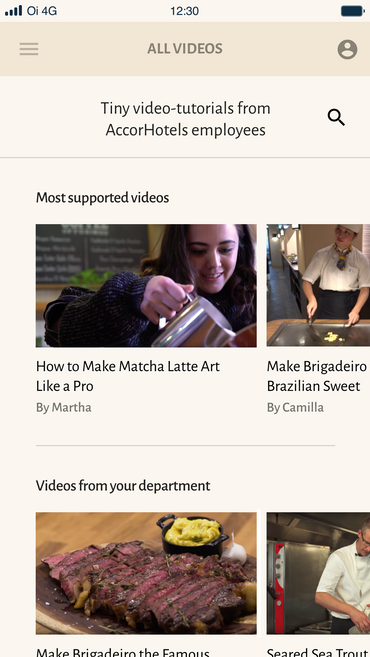 Oi 4G
12:30
ALL VIDEOS
Tiny video-tutorials from
AccorHotels employees
Most supported videos
How to Make Matcha Latte Art
Like a Pro
By Martha
Make Brigadeiro
Brazilian Sweet
By Camilla
Videos from your department
Make Brigadeiro the Famous
Seared Sea Trout